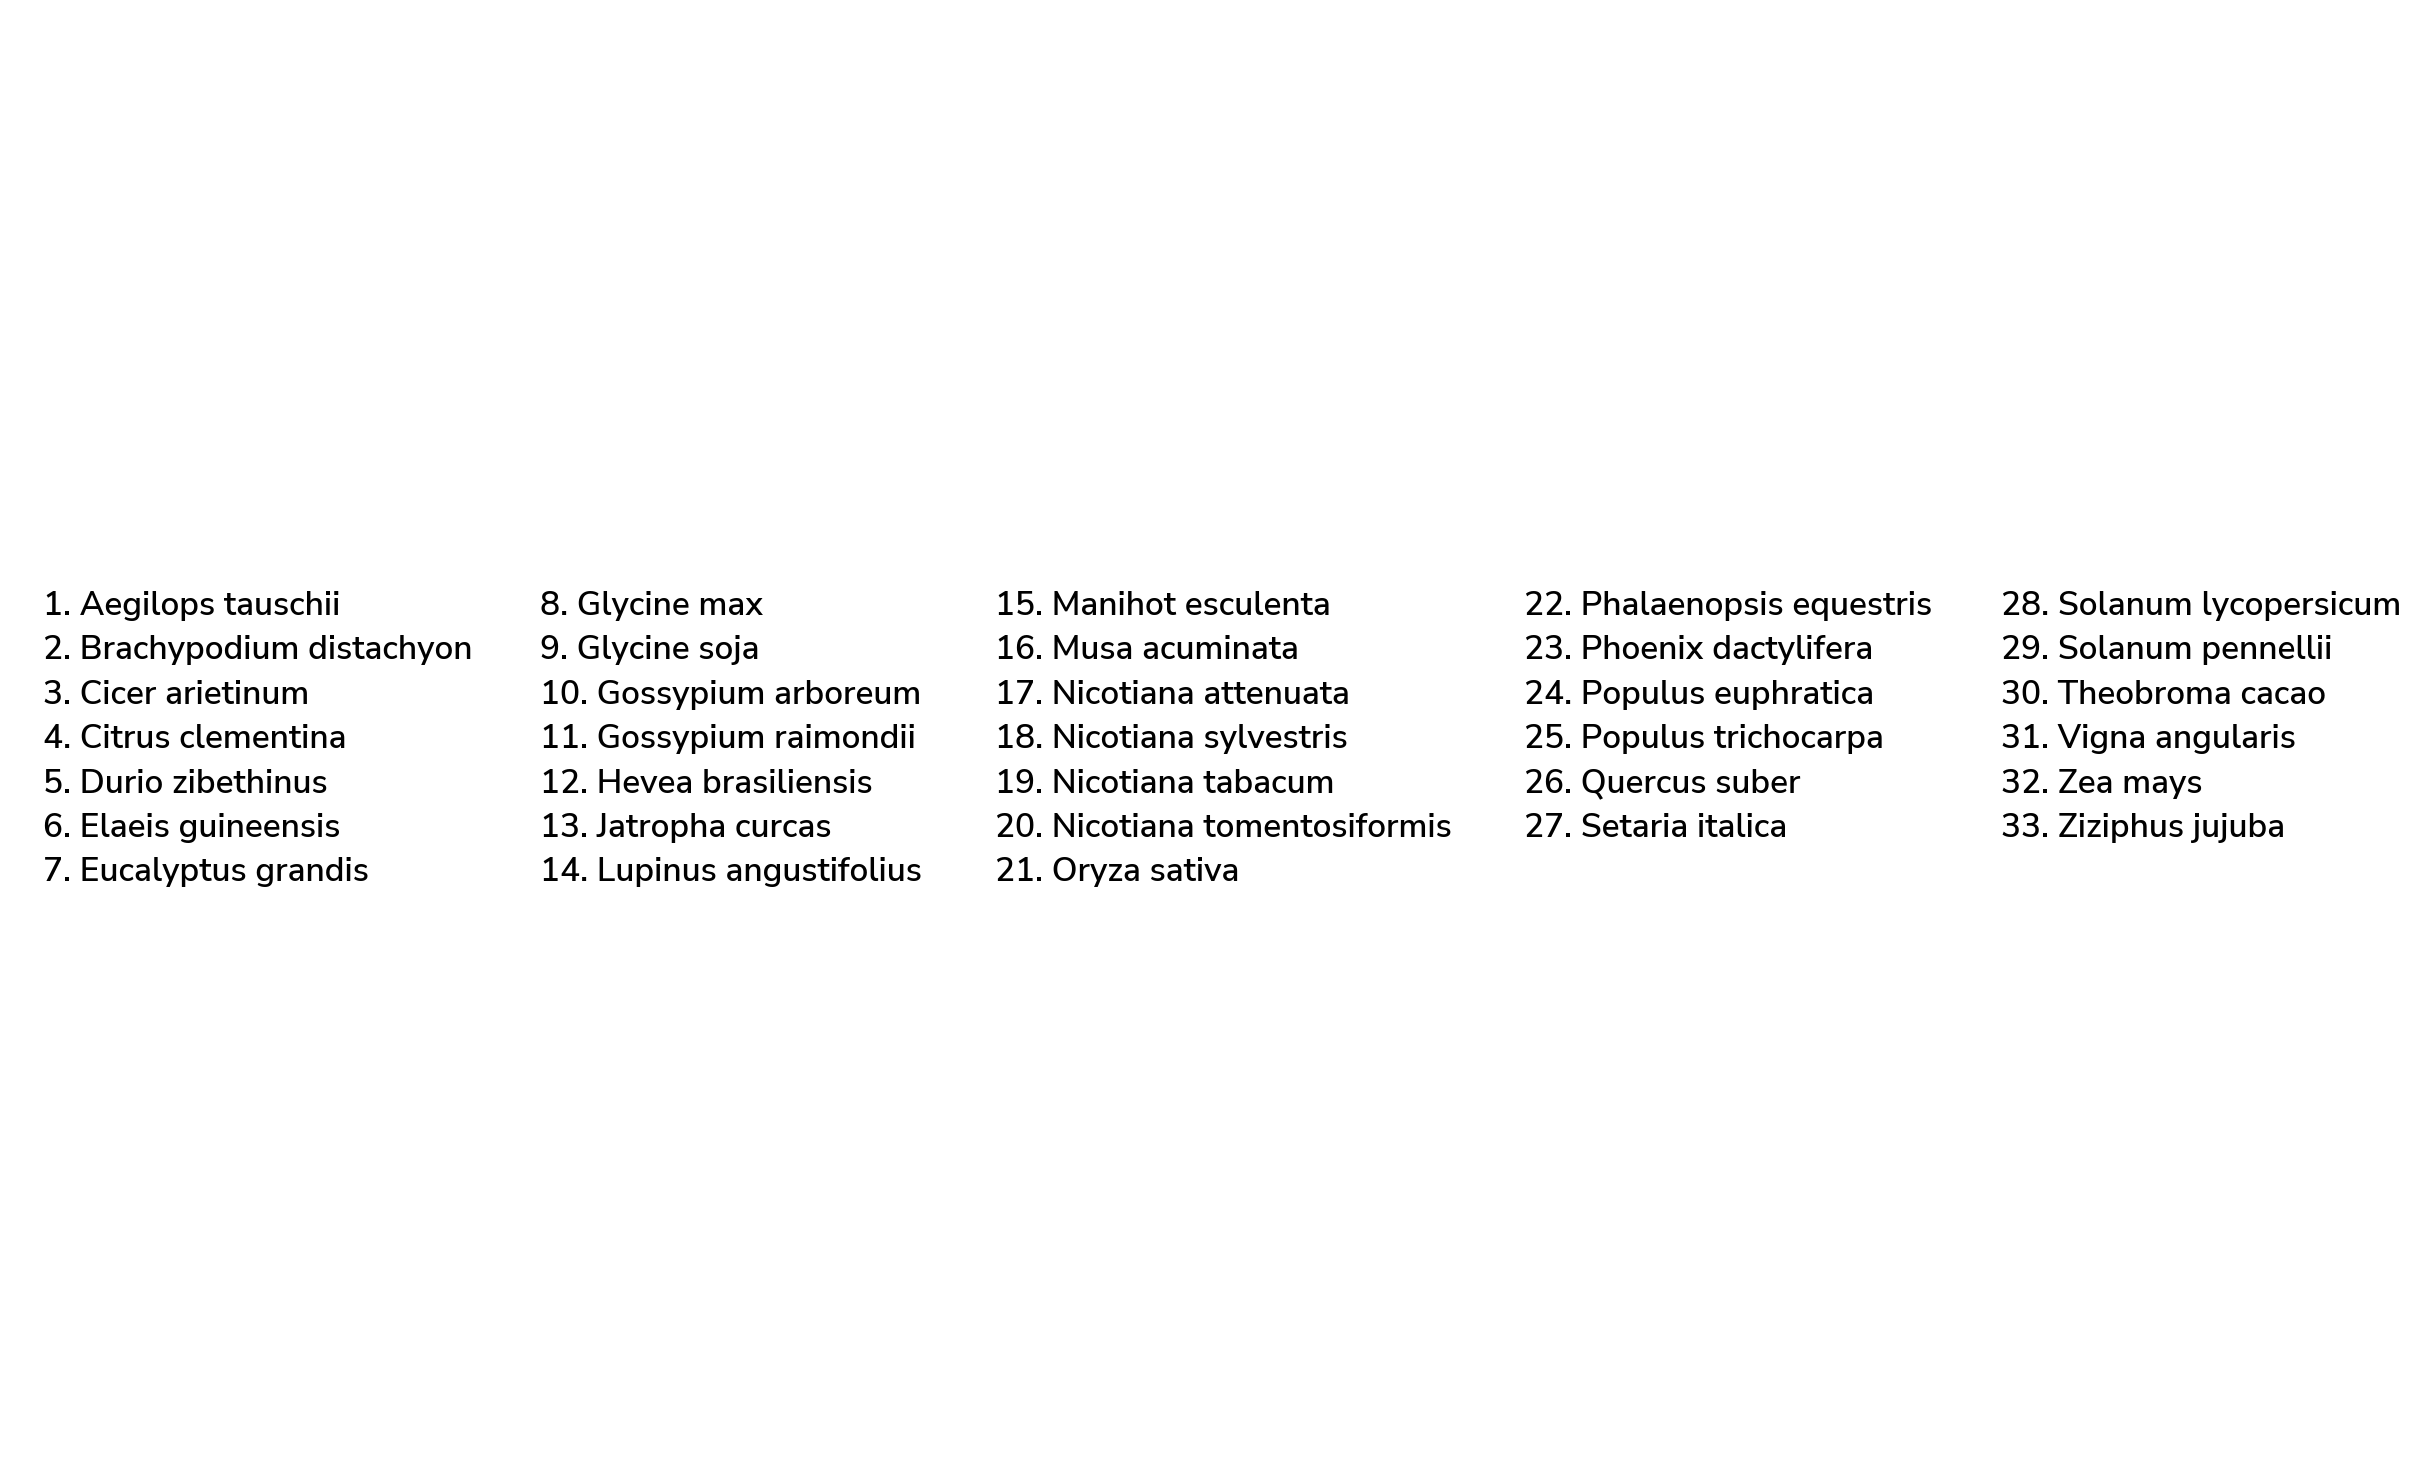 1. Aegilops tauschii
2. Brachypodium distachyon
3. Cicer arietinum
4. Citrus clementina
5. Durio zibethinus
6. Elaeis guineensis
7. Eucalyptus grandis
8. Glycine max
9. Glycine soja
10. Gossypium arboreum
11. Gossypium raimondii
12. Hevea brasiliensis
13. Jatropha curcas
14. Lupinus angustifolius
15. Manihot esculenta
16. Musa acuminata
17. Nicotiana attenuata
18. Nicotiana sylvestris
19. Nicotiana tabacum
20. Nicotiana tomentosiformis
21. Oryza sativa
22. Phalaenopsis equestris
23. Phoenix dactylifera
24. Populus euphratica
25. Populus trichocarpa
26. Quercus suber
27. Setaria italica
28. Solanum lycopersicum
29. Solanum pennellii
30. Theobroma cacao
31. Vigna angularis
32. Zea mays
33. Ziziphus jujuba